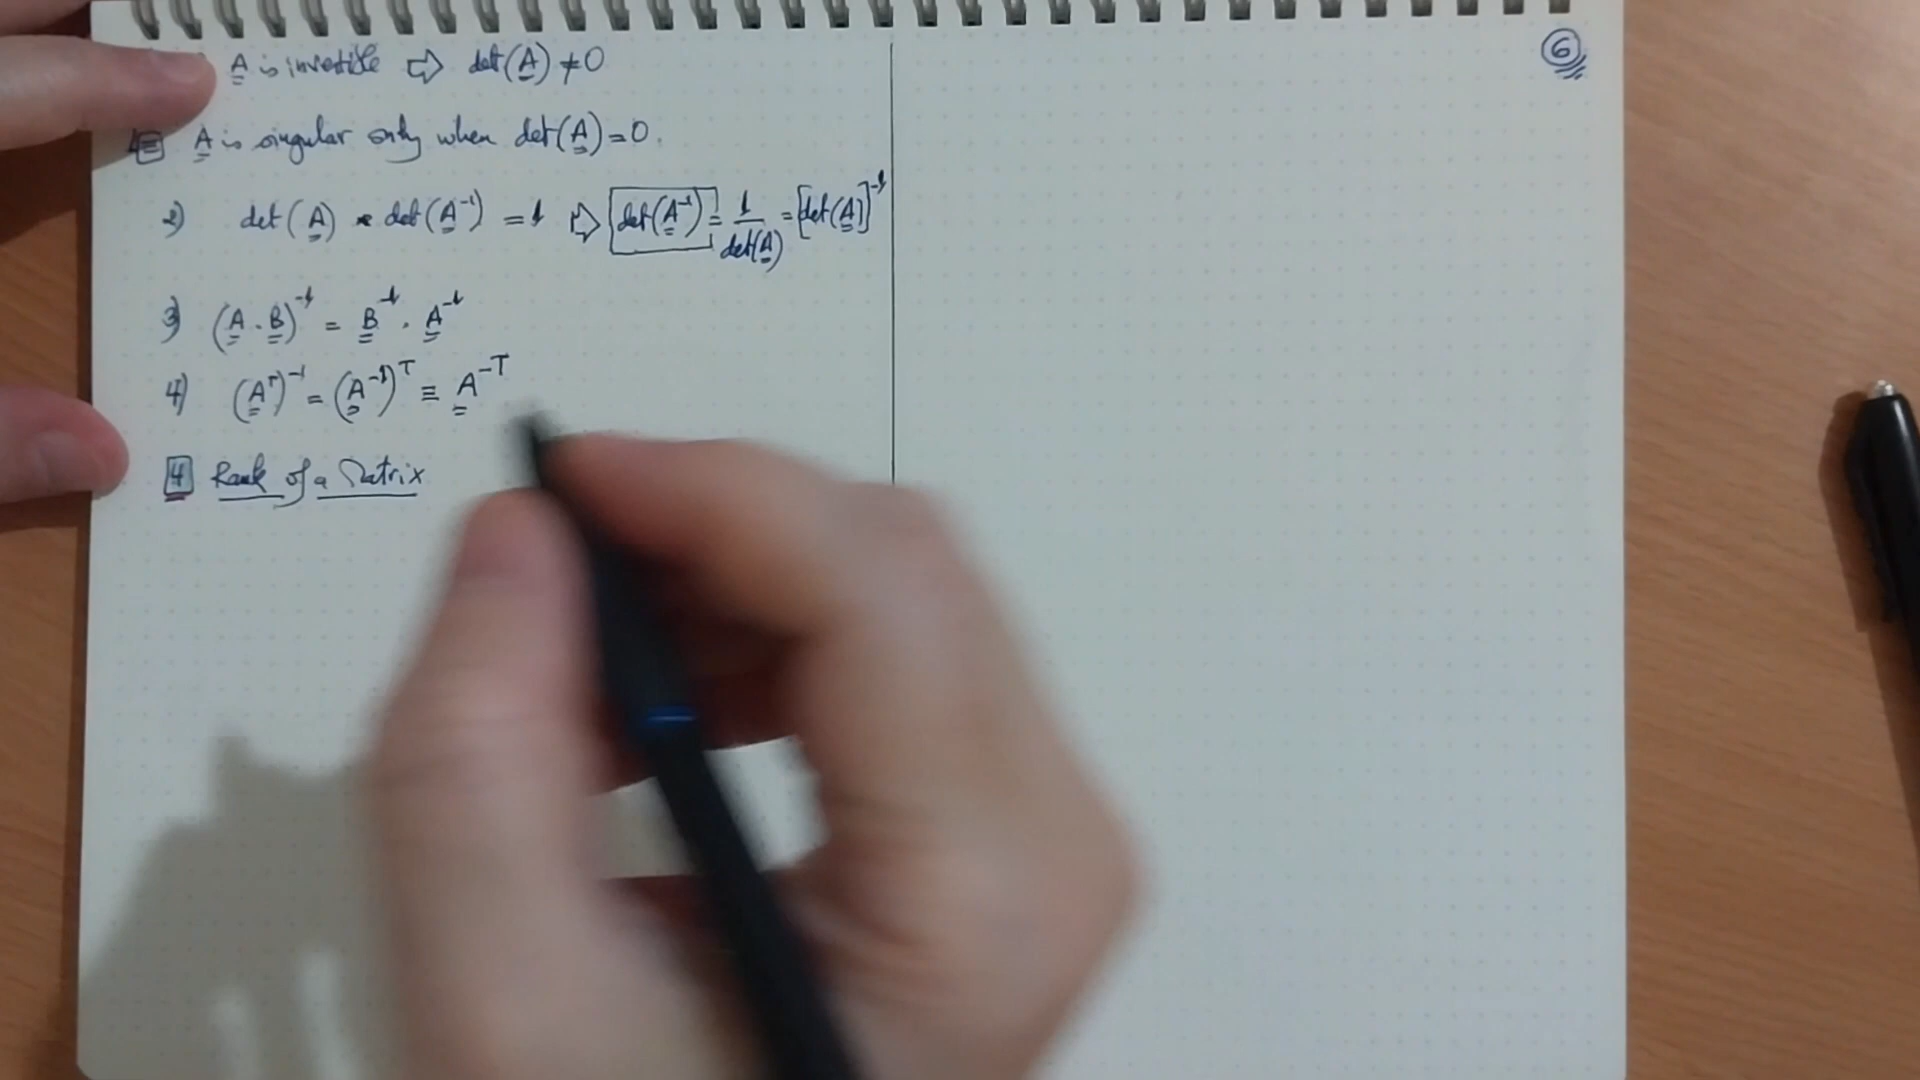 A is invertible ⇨ det(A) ≠ 0
6
A is singular only when det(A) = 0.
2) det(A) • det(A⁻¹) = 1 ⇨ det(A⁻¹) = 1/det(A) = [det(A)]⁻¹
3) (A · B)⁻¹ = B⁻¹ · A⁻¹
4) (Aᵀ)⁻¹ = (A⁻¹)ᵀ ≡ A⁻ᵀ
4 Rank of a Matrix